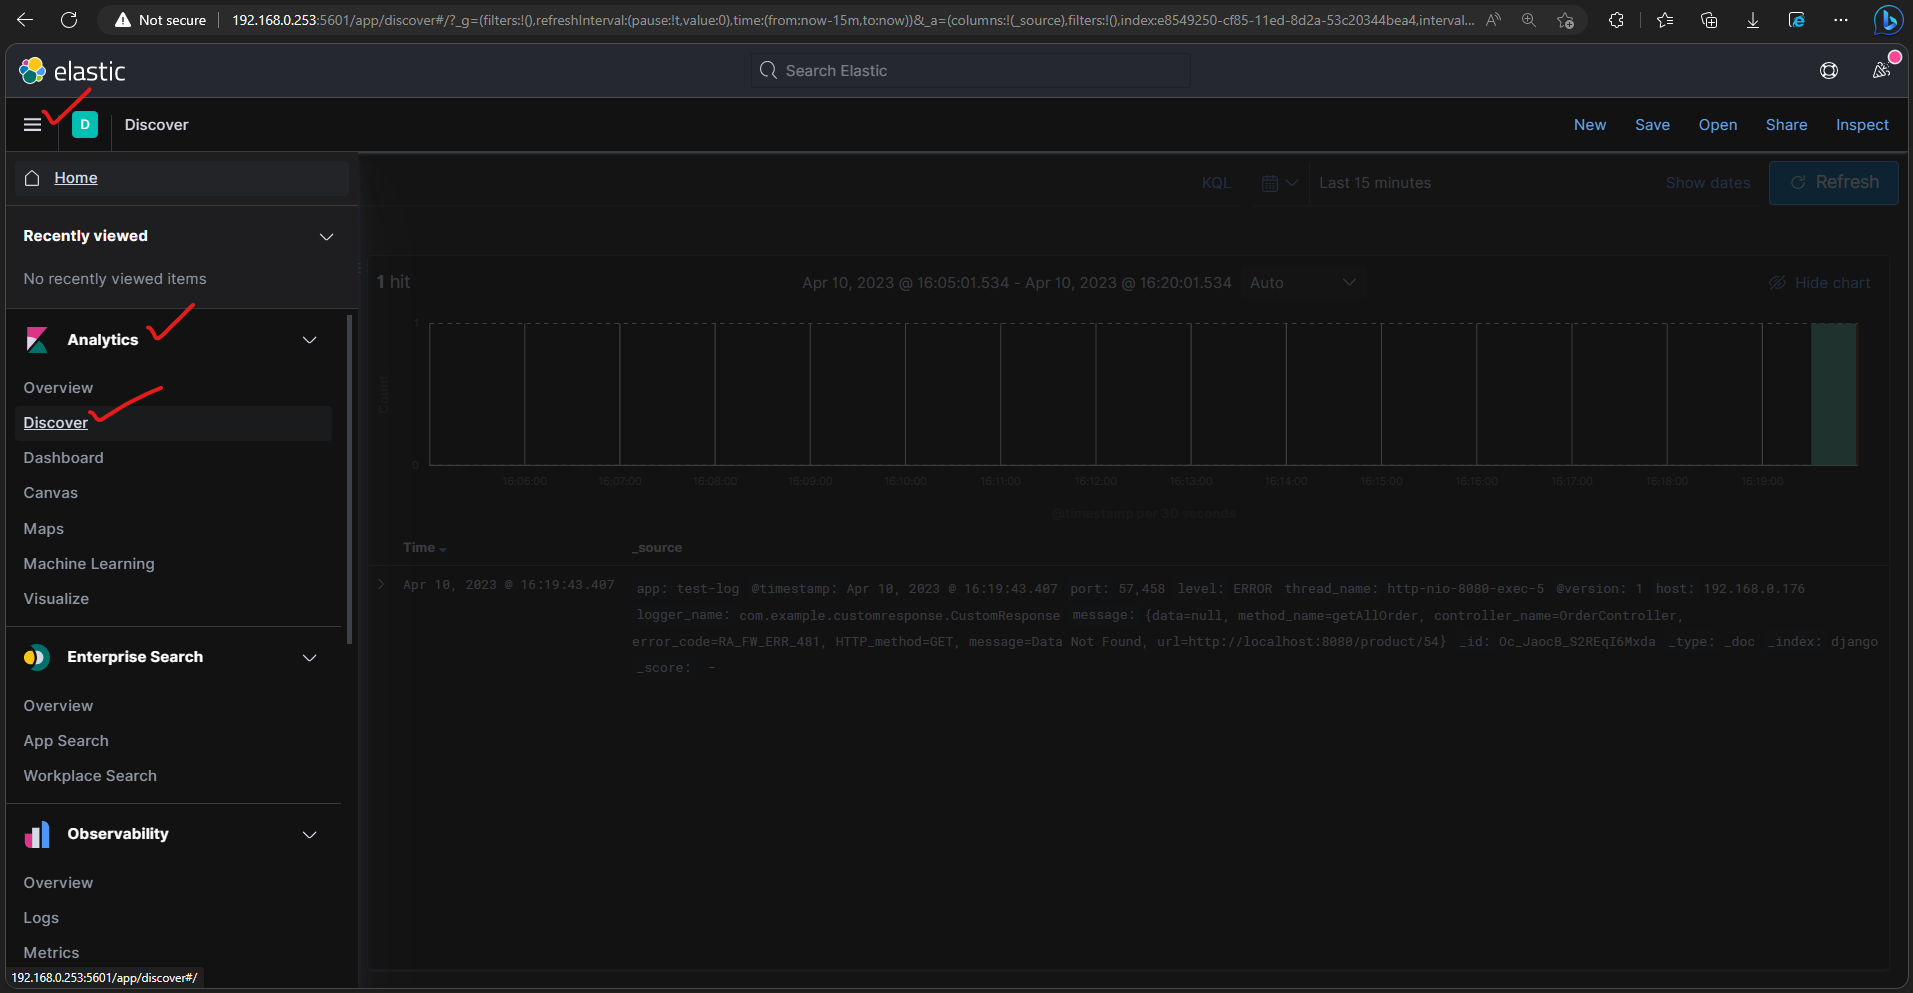 Not secure
192.168.0.253:5601/app/discover#/?_g=(filters:!(),refreshInterval:(pause:!t,value:0),time:(from:now-15m,to:now))&_a=(columns:!(_source),filters:!(),index:e8549250-cf85-11ed-8d2a-53c20344bea4,interval...
elastic
Search Elastic
D
Discover
New
Save
Open
Share
Inspect
Home
Recently viewed
No recently viewed items
Analytics
Overview
Discover
Dashboard
Canvas
Maps
Machine Learning
Visualize
Enterprise Search
Overview
App Search
Workplace Search
Observability
Overview
Logs
Metrics
192.168.0.253:5601/app/discover#/
KQL
Last 15 minutes
Show dates
Refresh
1 hit
Apr 10, 2023 @ 16:05:01.534 - Apr 10, 2023 @ 16:20:01.534
Auto
Hide chart
Count
1
0
16:06:00 16:07:00 16:08:00 16:09:00 16:10:00 16:11:00 16:12:00 16:13:00 16:14:00 16:15:00 16:16:00 16:17:00 16:18:00 16:19:00
@timestamp per 30 seconds
Time
_source
Apr 10, 2023 @ 16:19:43.407
app: test-log @timestamp: Apr 10, 2023 @ 16:19:43.407 port: 57,458 level: ERROR thread_name: http-nio-8080-exec-5 @version: 1 host: 192.168.0.176
logger_name: com.example.customresponse.CustomResponse message: {data=null, method_name=getAllOrder, controller_name=OrderController,
error_code=RA_FW_ERR_481, HTTP_method=GET, message=Data Not Found, url=http://localhost:8080/product/54} _id: Oc_JaocB_S2REqI6Mxda _type: _doc _index: django
_score: -